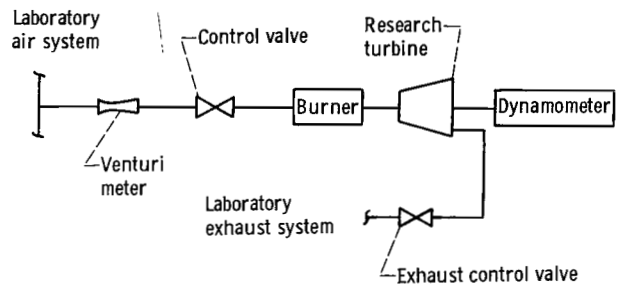 Laboratory
air system
Control valve
Research
turbine
Burner
Dynamometer
Venturi
meter
Laboratory
exhaust system
Exhaust control valve